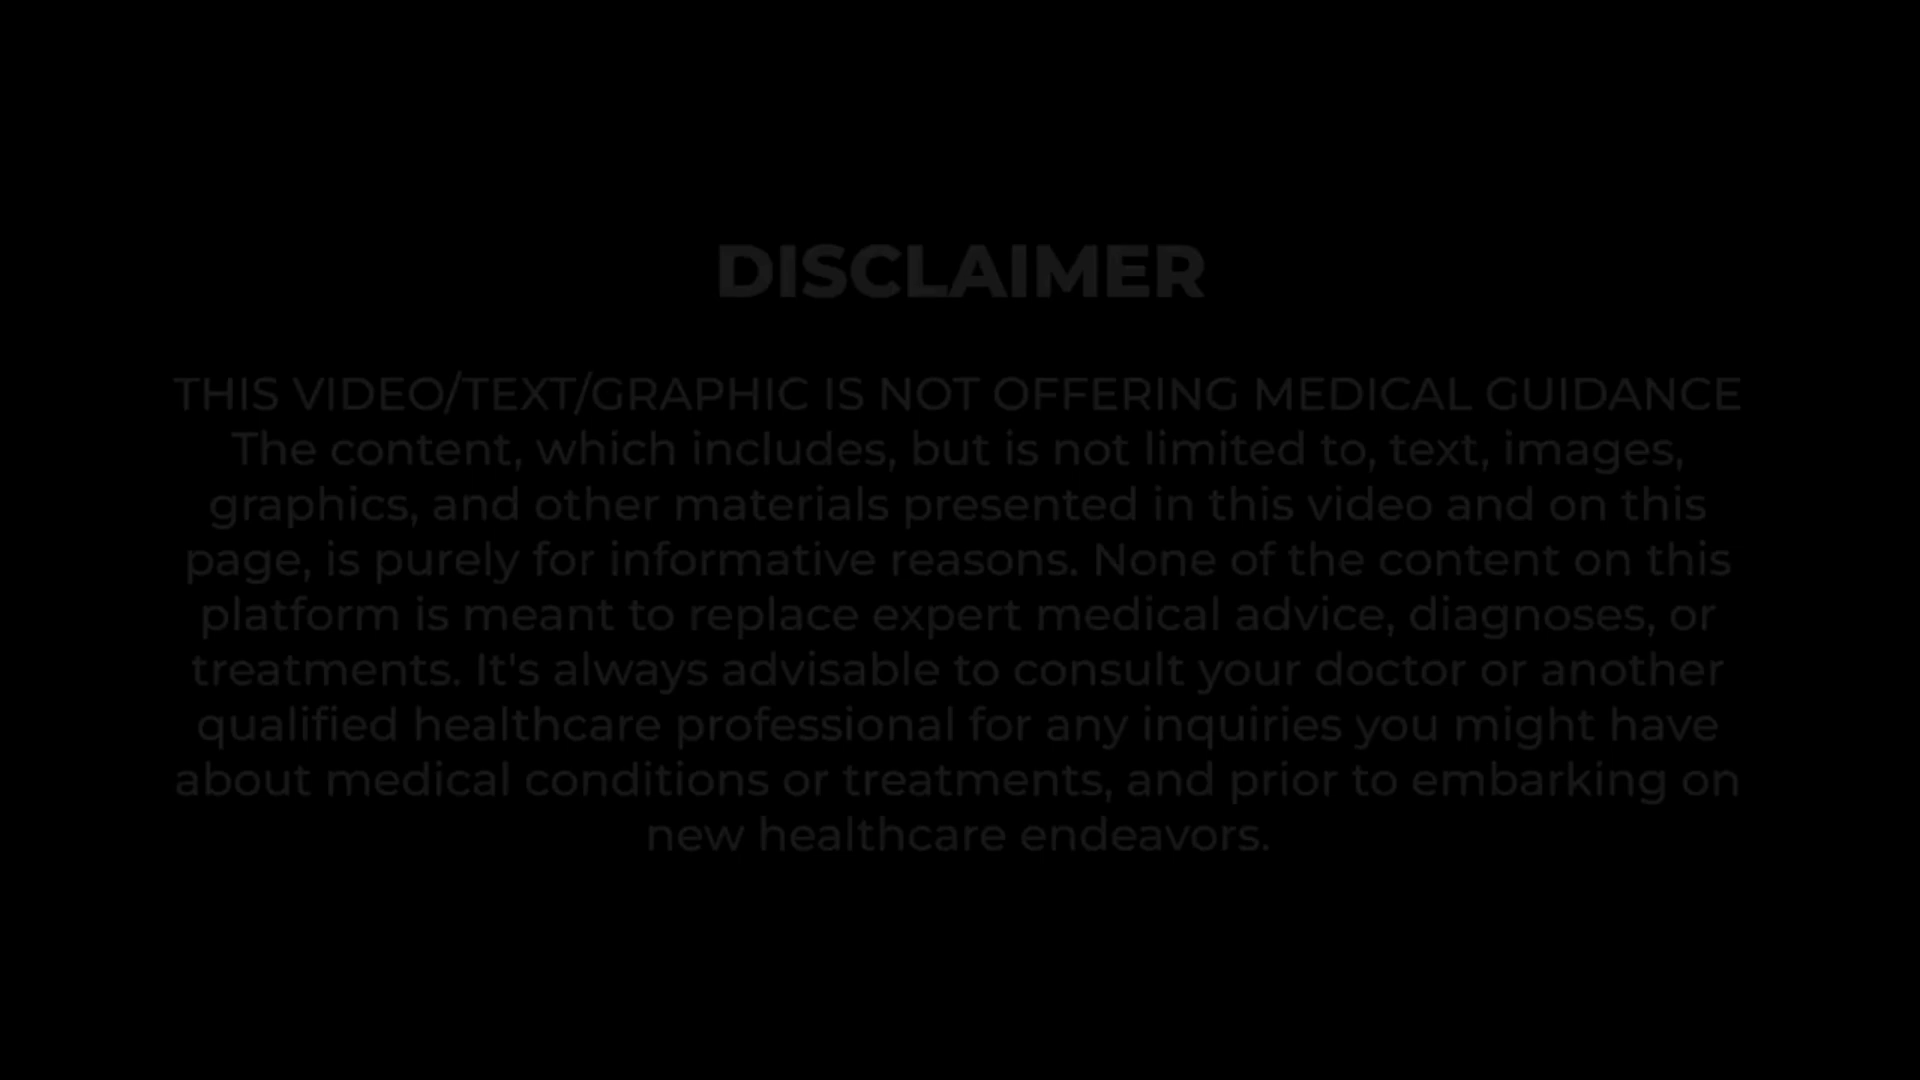 DISCLAIMER
THIS VIDEO/TEXT/GRAPHIC IS NOT OFFERING MEDICAL GUIDANCE
The content, which includes, but is not limited to, text, images,
graphics, and other materials presented in this video and on this
page, is purely for informative reasons. None of the content on this
platform is meant to replace expert medical advice, diagnoses, or
treatments. It's always advisable to consult your doctor or another
qualified healthcare professional for any inquiries you might have
about medical conditions or treatments, and prior to embarking on
new healthcare endeavors.